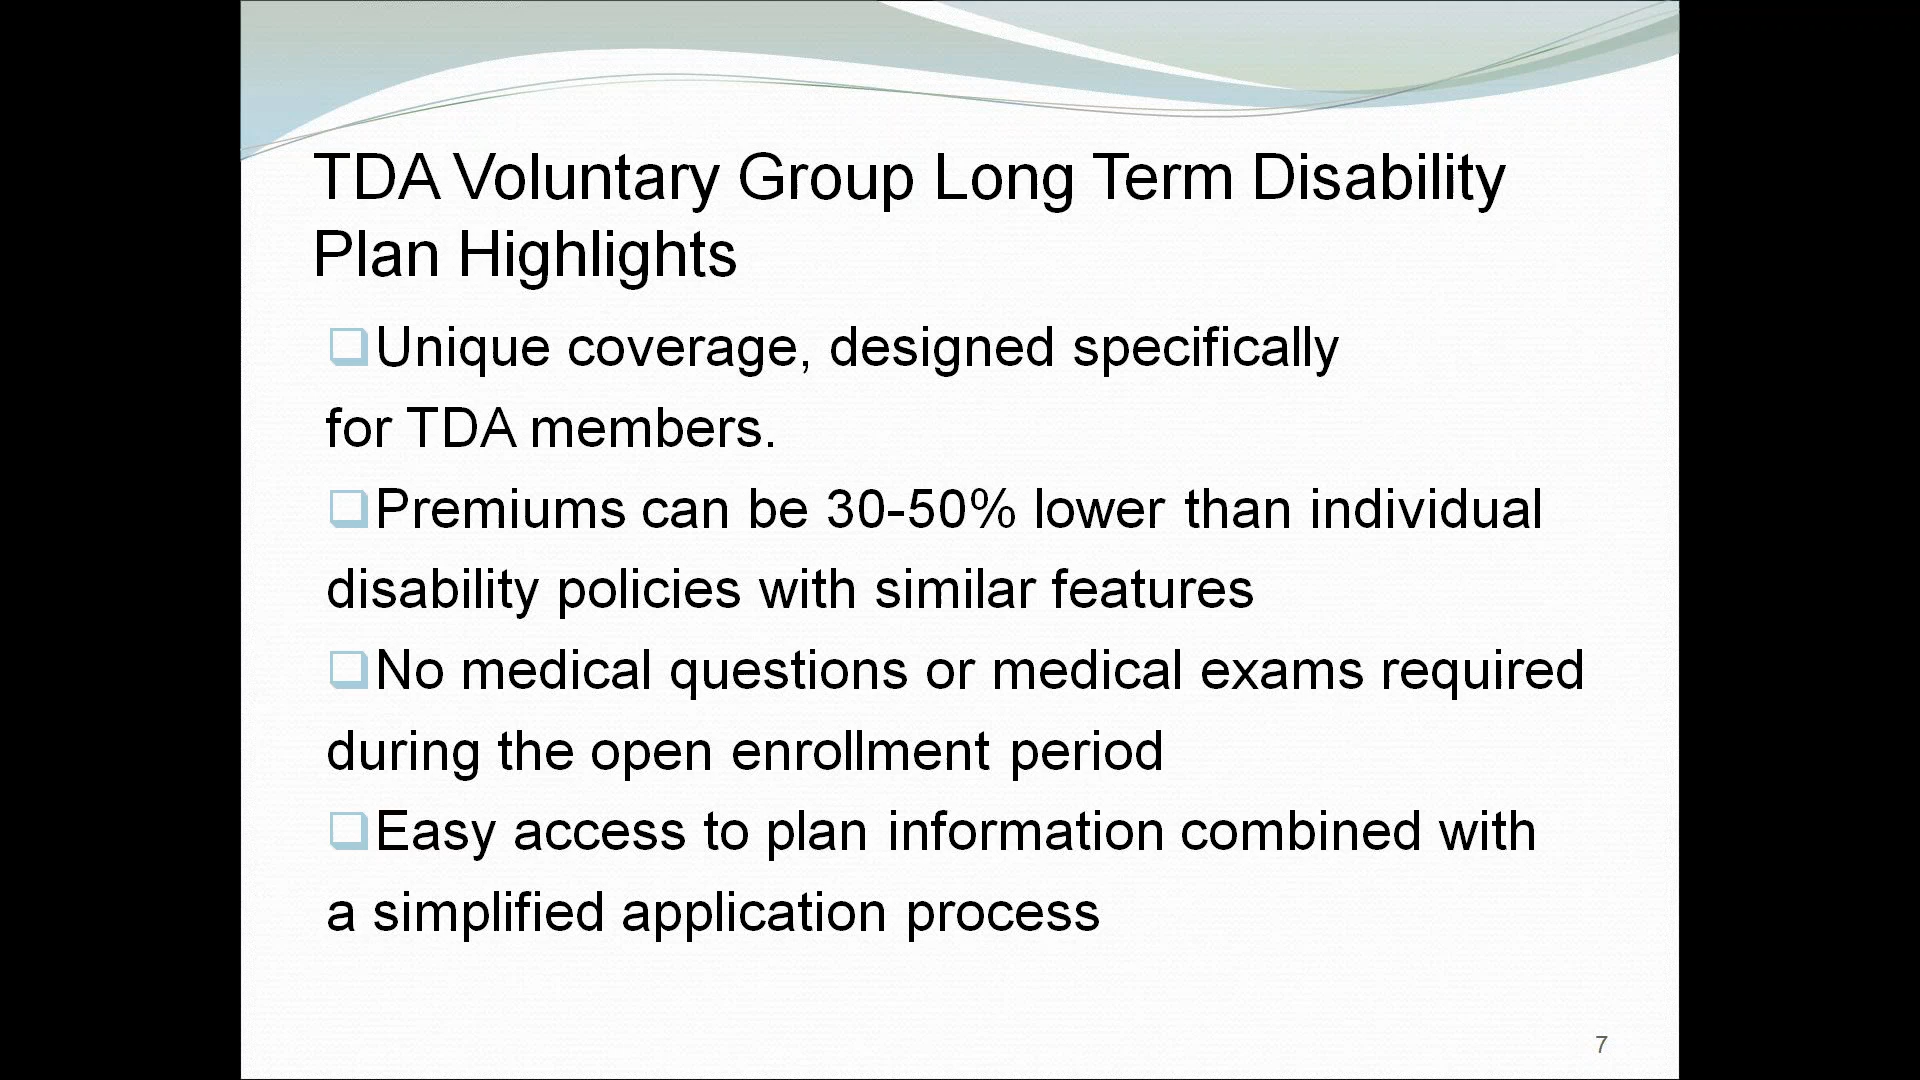 TDA Voluntary Group Long Term Disability
Plan Highlights
❑Unique coverage, designed specifically
for TDA members.
❑Premiums can be 30-50% lower than individual
disability policies with similar features
❑No medical questions or medical exams required
during the open enrollment period
❑Easy access to plan information combined with
a simplified application process
7